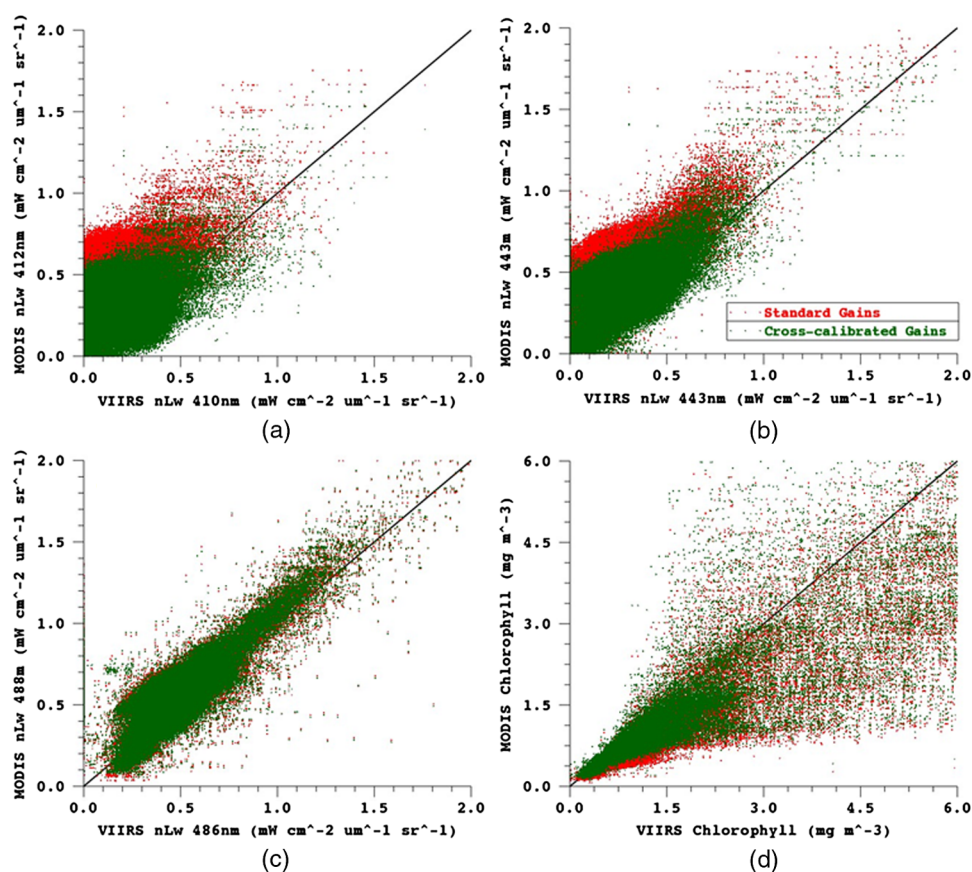 MODIS nLw 412nm (mW cm^-2 um^-1 sr^-1)
2.0
1.5
1.0
0.5
0.0
0.0 0.5 1.0 1.5 2.0
VIIRS nLw 410nm (mW cm^-2 um^-1 sr^-1)
(a)
MODIS nLw 443m (mW cm^-2 um^-1 sr^-1)
2.0
1.5
1.0
0.5
0.0
Standard Gains
Cross-calibrated Gains
0.0 0.5 1.0 1.5 2.0
VIIRS nLw 443nm (mW cm^-2 um^-1 sr^-1)
(b)
MODIS nLw 488m (mW cm^-2 um^-1 sr^-1)
2.0
1.5
1.0
0.5
0.0
0.0 0.5 1.0 1.5 2.0
VIIRS nLw 486nm (mW cm^-2 um^-1 sr^-1)
(c)
MODIS Chlorophyll (mg m^-3)
6.0
4.5
3.0
1.5
0.0
0.0 1.5 3.0 4.5 6.0
VIIRS Chlorophyll (mg m^-3)
(d)